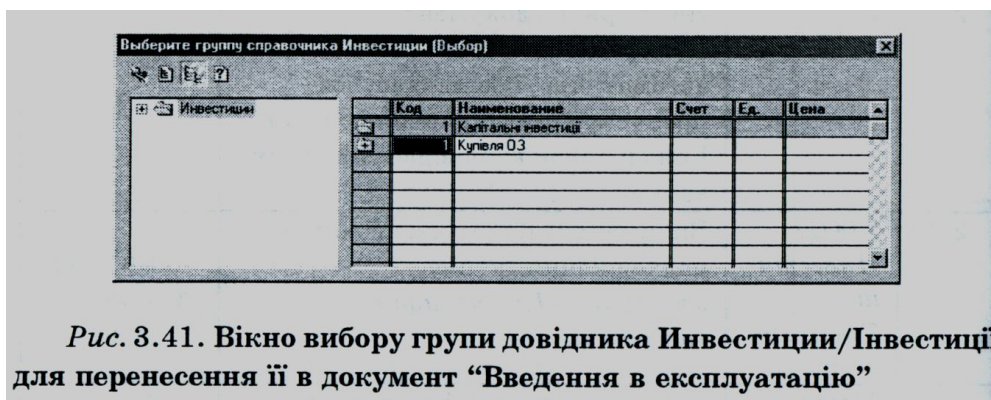 Выберите группу справочника Инвестиции (Выбор)
Инвестиции
Код Наименование Счет Ед. Цена
1 Капітальні інвестиції
1 Купівля ОЗ
Рис. 3.41. Вікно вибору групи довідника Инвестиции/Інвестиції
для перенесення її в документ “Введення в експлуатацію”